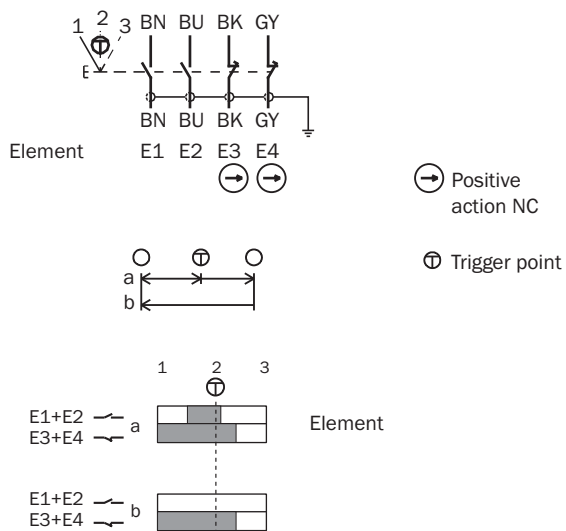 1 2 3 BN BU BK GY
T
BN BU BK GY
Element E1 E2 E3 E4
Positive
action NC
T
a
b
T Trigger point
1 2 3
T
E1+E2
E3+E4
a
Element
E1+E2
E3+E4
b